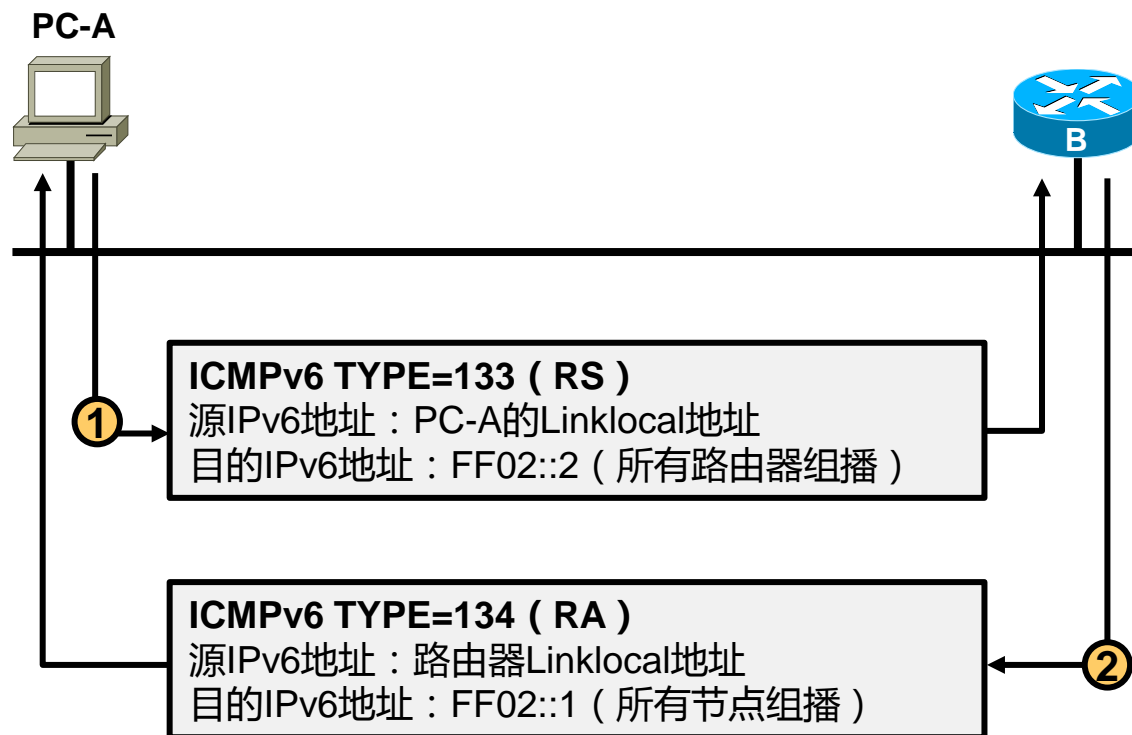 PC-A
B
ICMPv6 TYPE=133（RS）
1
源IPv6地址：PC-A的Linklocal地址
目的IPv6地址：FF02::2（所有路由器组播）
ICMPv6 TYPE=134（RA）
源IPv6地址：路由器Linklocal地址
2
目的IPv6地址：FF02::1（所有节点组播）